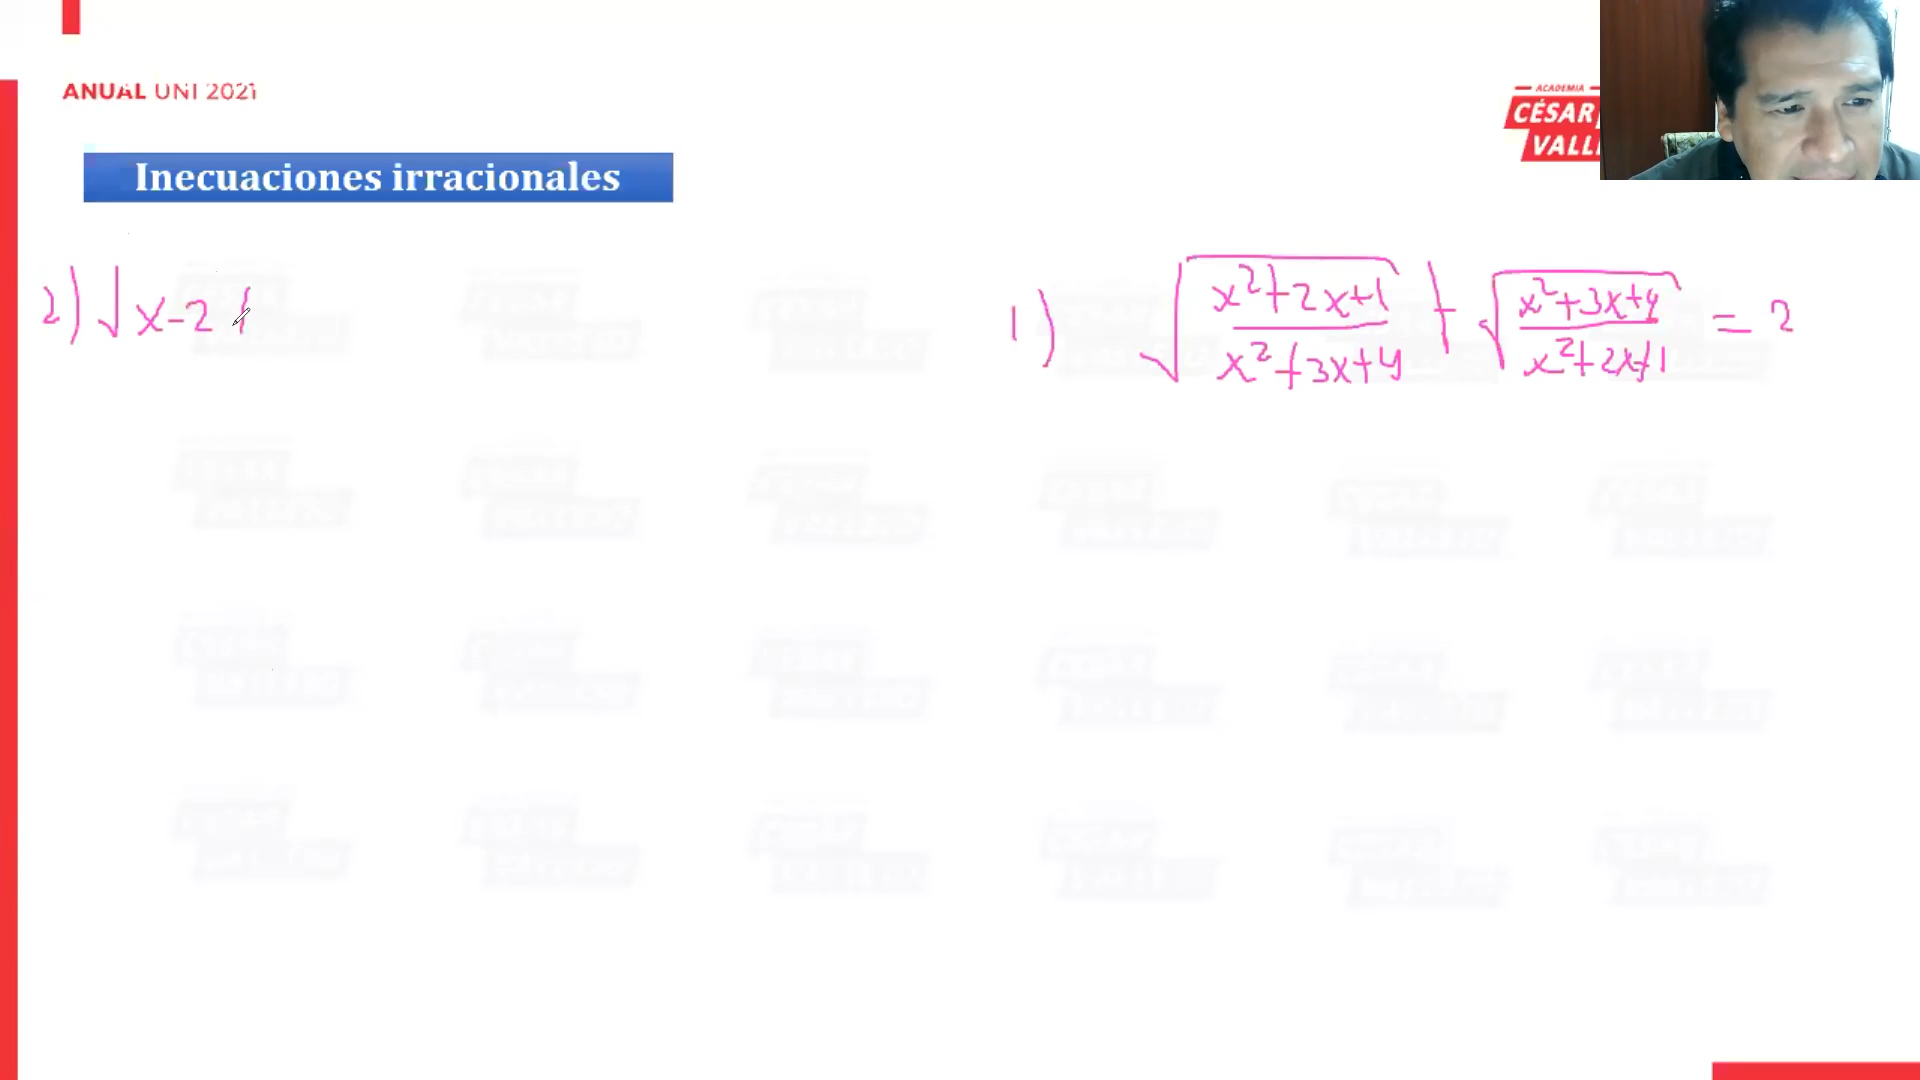 ANUAL UNI 2021
ACADEMIA
CÉSAR
VALL
Inecuaciones irracionales
2) √x-2 +
1) √((x²+2x+1)/(x²+3x+4)) + √((x²+3x+4)/(x²+2x+1)) = 2